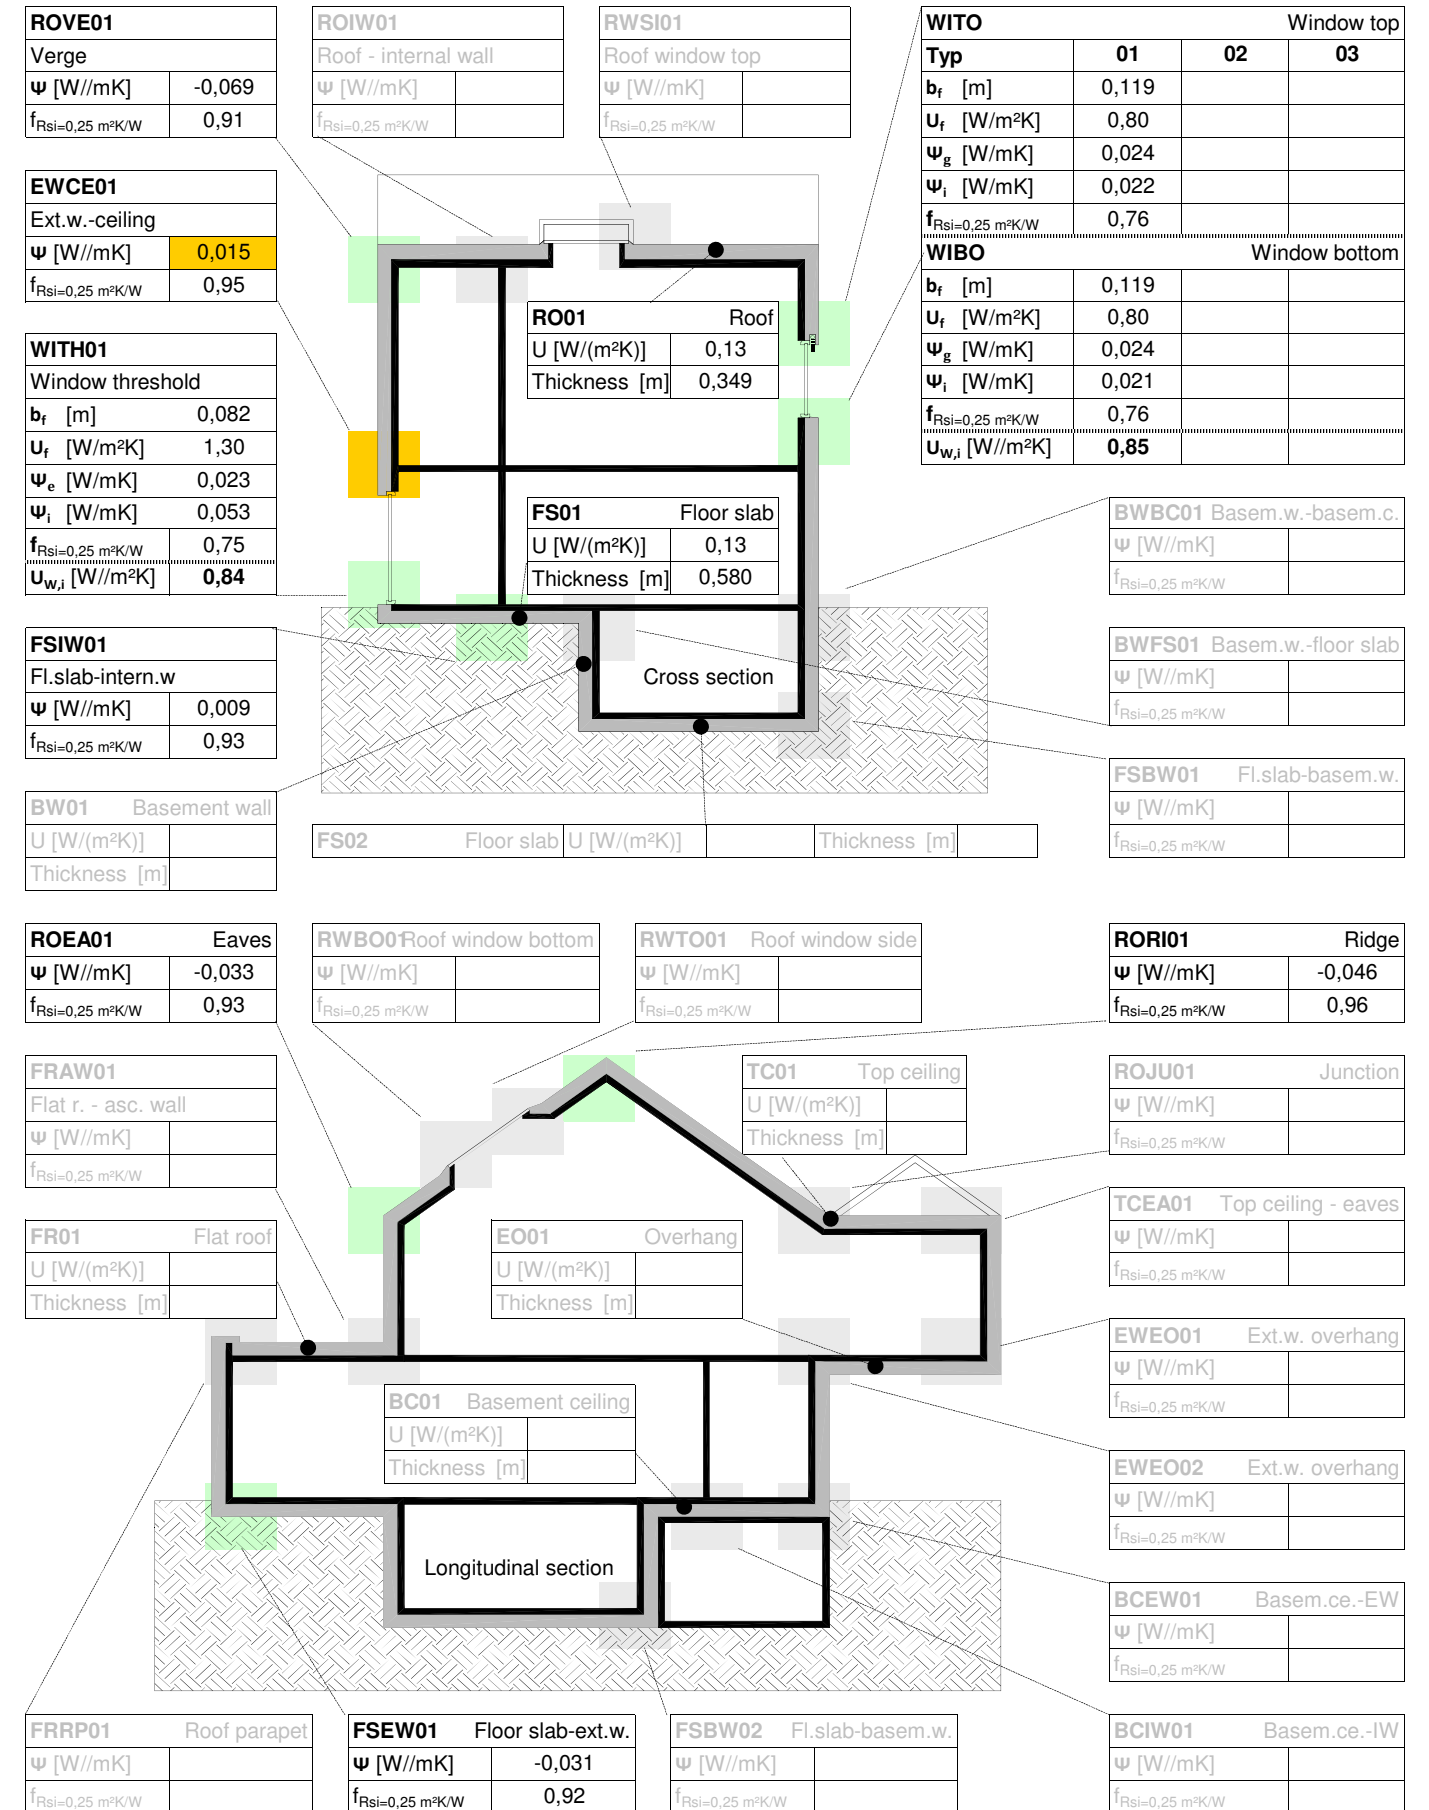 ROVE01
Verge
Ψ [W//mK] -0,069
fRsi=0,25 m²K/W 0,91
ROIW01
Roof - internal wall
Ψ [W//mK]
fRsi=0,25 m²K/W
RWSI01
Roof window top
Ψ [W//mK]
fRsi=0,25 m²K/W
WITO Window top
Typ 01 02 03
bf [m] 0,119
Uf [W/m²K] 0,80
Ψg [W/mK] 0,024
Ψi [W/mK] 0,022
fRsi=0,25 m²K/W 0,76
WIBO Window bottom
bf [m] 0,119
Uf [W/m²K] 0,80
Ψg [W/mK] 0,024
Ψi [W/mK] 0,021
fRsi=0,25 m²K/W 0,76
UW,i [W//m²K] 0,85
EWCE01
Ext.w.-ceiling
Ψ [W//mK] 0,015
fRsi=0,25 m²K/W 0,95
RO01 Roof
U [W/(m²K)] 0,13
Thickness [m] 0,349
WITH01
Window threshold
bf [m] 0,082
Uf [W/m²K] 1,30
Ψe [W/mK] 0,023
Ψi [W/mK] 0,053
fRsi=0,25 m²K/W 0,75
UW,i [W//m²K] 0,84
FS01 Floor slab
U [W/(m²K)] 0,13
Thickness [m] 0,580
BWBC01 Basem.w.-basem.c.
Ψ [W//mK]
fRsi=0,25 m²K/W
FSIW01
Fl.slab-intern.w
Ψ [W//mK] 0,009
fRsi=0,25 m²K/W 0,93
Cross section
BWFS01 Basem.w.-floor slab
Ψ [W//mK]
fRsi=0,25 m²K/W
FSBW01 Fl.slab-basem.w.
Ψ [W//mK]
fRsi=0,25 m²K/W
BW01 Basement wall
U [W/(m²K)]
Thickness [m]
FS02 Floor slab U [W/(m²K)] Thickness [m]
ROEA01 Eaves
Ψ [W//mK] -0,033
fRsi=0,25 m²K/W 0,93
RWBO01 Roof window bottom
Ψ [W//mK]
fRsi=0,25 m²K/W
RWTO01 Roof window side
Ψ [W//mK]
fRsi=0,25 m²K/W
RORI01 Ridge
Ψ [W//mK] -0,046
fRsi=0,25 m²K/W 0,96
FRAW01
Flat r. - asc. wall
Ψ [W//mK]
fRsi=0,25 m²K/W
TC01 Top ceiling
U [W/(m²K)]
Thickness [m]
ROJU01 Junction
Ψ [W//mK]
fRsi=0,25 m²K/W
TCEA01 Top ceiling - eaves
Ψ [W//mK]
fRsi=0,25 m²K/W
FR01 Flat roof
U [W/(m²K)]
Thickness [m]
EO01 Overhang
U [W/(m²K)]
Thickness [m]
EWEO01 Ext.w. overhang
Ψ [W//mK]
fRsi=0,25 m²K/W
BC01 Basement ceiling
U [W/(m²K)]
Thickness [m]
EWEO02 Ext.w. overhang
Ψ [W//mK]
fRsi=0,25 m²K/W
Longitudinal section
BCEW01 Basem.ce.-EW
Ψ [W//mK]
fRsi=0,25 m²K/W
FRRP01 Roof parapet
Ψ [W//mK]
fRsi=0,25 m²K/W
FSEW01 Floor slab-ext.w.
Ψ [W//mK] -0,031
fRsi=0,25 m²K/W 0,92
FSBW02 Fl.slab-basem.w.
Ψ [W//mK]
fRsi=0,25 m²K/W
BCIW01 Basem.ce.-IW
Ψ [W//mK]
fRsi=0,25 m²K/W